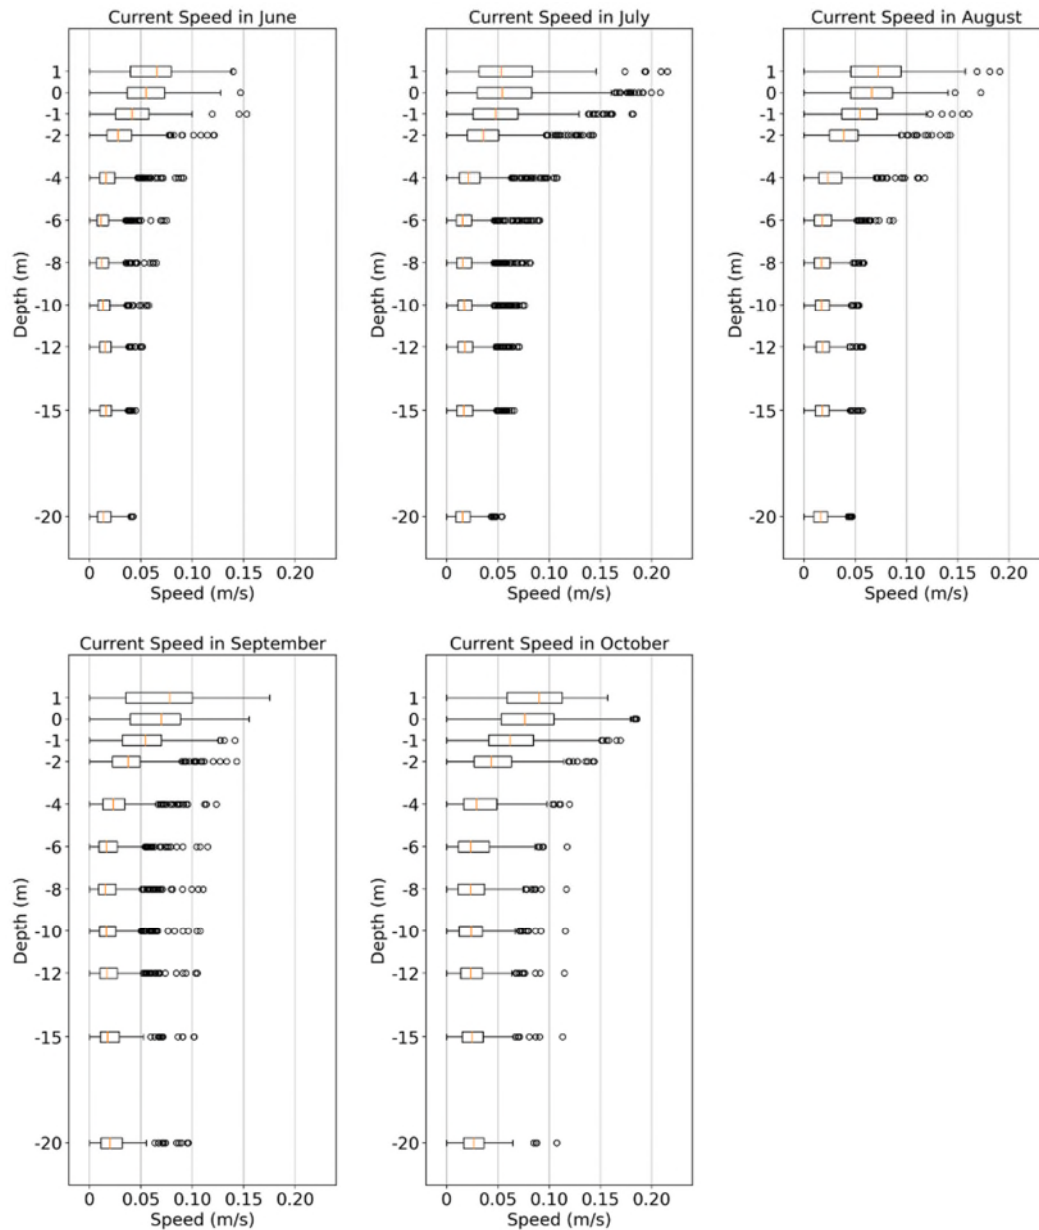 Current Speed in June
1
0
-1
-2
-4
-6
-8
-10
-12
-15
-20
Depth (m)
0 0.05 0.10 0.15 0.20
Speed (m/s)
Current Speed in July
1
0
-1
-2
-4
-6
-8
-10
-12
-15
-20
Depth (m)
0 0.05 0.10 0.15 0.20
Speed (m/s)
Current Speed in August
1
0
-1
-2
-4
-6
-8
-10
-12
-15
-20
Depth (m)
0 0.05 0.10 0.15 0.20
Speed (m/s)
Current Speed in September
1
0
-1
-2
-4
-6
-8
-10
-12
-15
-20
Depth (m)
0 0.05 0.10 0.15 0.20
Speed (m/s)
Current Speed in October
1
0
-1
-2
-4
-6
-8
-10
-12
-15
-20
Depth (m)
0 0.05 0.10 0.15 0.20
Speed (m/s)